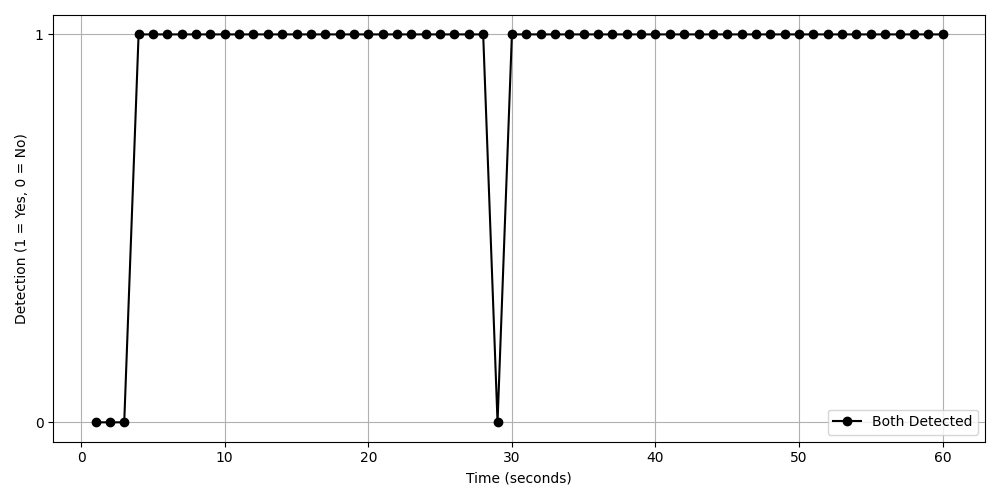 Detection (1 = Yes, 0 = No)
1
0
0 10 20 30 40 50 60
Time (seconds)
Both Detected